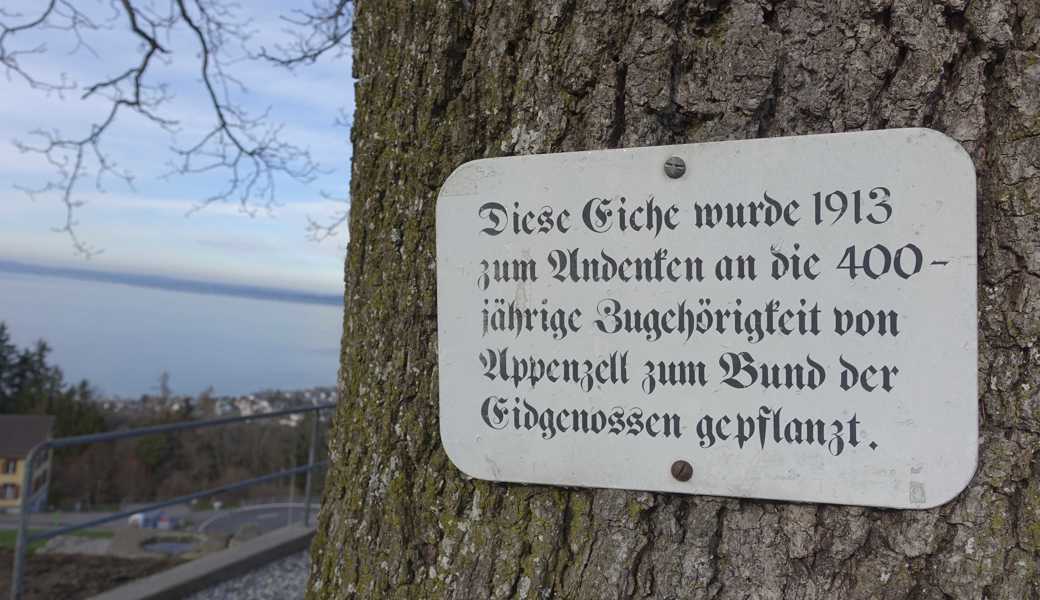 Diese Eiche wurde 1913
zum Andenken an die 400-
jährige Zugehörigkeit von
Appenzell zum Bund der
Eidgenossen gepflanzt.